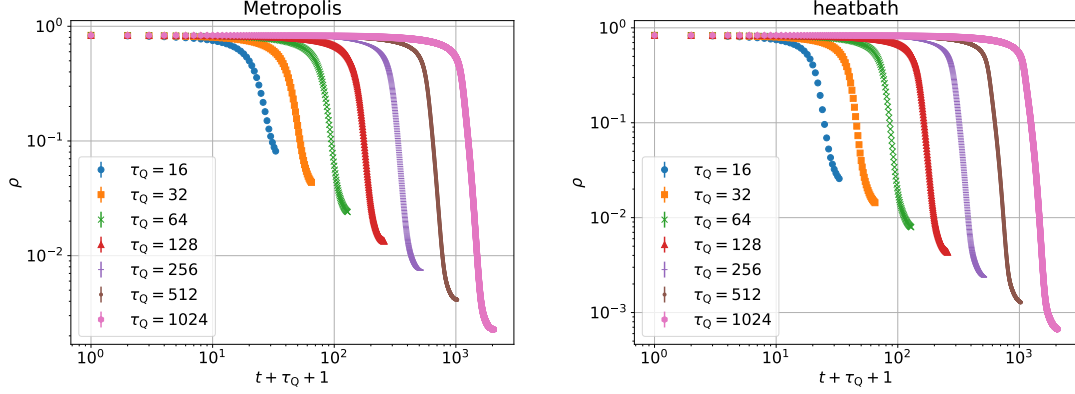 Metropolis
10⁰
10⁻¹
10⁻²
ρ
τ_Q = 16
τ_Q = 32
τ_Q = 64
τ_Q = 128
τ_Q = 256
τ_Q = 512
τ_Q = 1024
10⁰ 10¹ 10² 10³
t + τ_Q + 1
heatbath
10⁰
10⁻¹
10⁻²
10⁻³
ρ
τ_Q = 16
τ_Q = 32
τ_Q = 64
τ_Q = 128
τ_Q = 256
τ_Q = 512
τ_Q = 1024
10⁰ 10¹ 10² 10³
t + τ_Q + 1